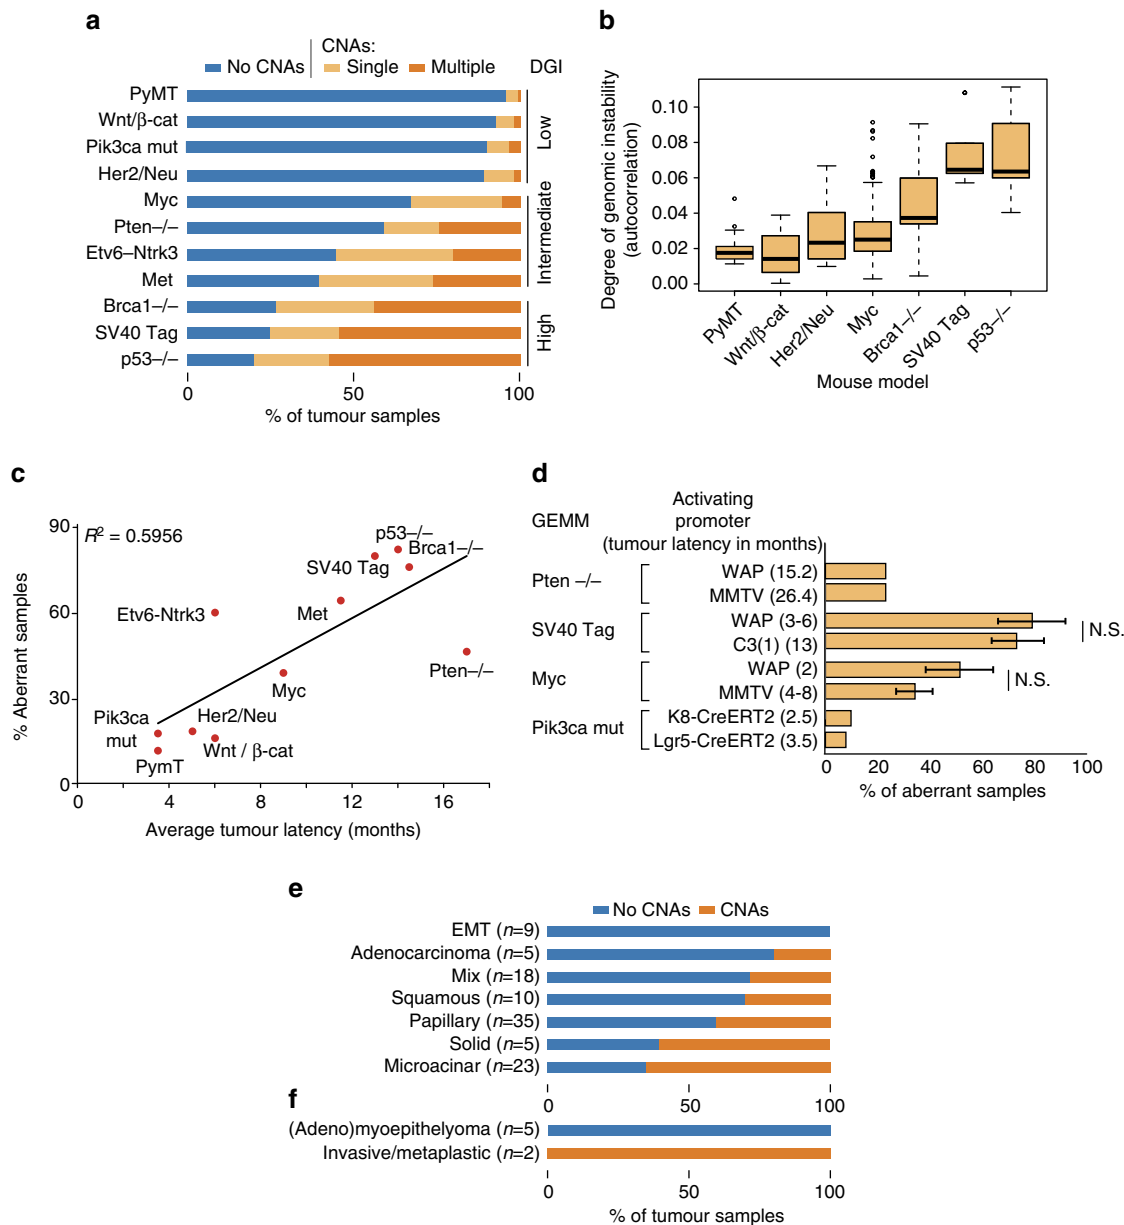 a
CNAs:
No CNAs Single Multiple DGI
PyMT
Wnt/β-cat
Pik3ca mut
Her2/Neu
Myc
Pten–/–
Etv6–Ntrk3
Met
Brca1–/–
SV40 Tag
p53–/–
Low
Intermediate
High
0 50 100
% of tumour samples
b
Degree of genomic instability
(autocorrelation)
0.10
0.08
0.06
0.04
0.02
0.00
PyMT
Wnt/β-cat
Her2/Neu
Myc
Brca1–/–
SV40 Tag
p53–/–
Mouse model
c
% Aberrant samples
90
60
30
0
R² = 0.5956
p53–/–
Brca1–/–
SV40 Tag
Etv6-Ntrk3
Met
Pten–/–
Myc
Pik3ca
mut
Her2/Neu
Wnt / β-cat
PymT
0 4 8 12 16
Average tumour latency (months)
d
GEMM
Activating
promoter
(tumour latency in months)
Pten –/–
WAP (15.2)
MMTV (26.4)
SV40 Tag
WAP (3-6)
C3(1) (13)
N.S.
Myc
WAP (2)
MMTV (4-8)
N.S.
Pik3ca mut
K8-CreERT2 (2.5)
Lgr5-CreERT2 (3.5)
0 20 40 60 80 100
% of aberrant samples
e
No CNAs CNAs
EMT (n=9)
Adenocarcinoma (n=5)
Mix (n=18)
Squamous (n=10)
Papillary (n=35)
Solid (n=5)
Microacinar (n=23)
0 50 100
f
(Adeno)myoepithelyoma (n=5)
Invasive/metaplastic (n=2)
0 50 100
% of tumour samples